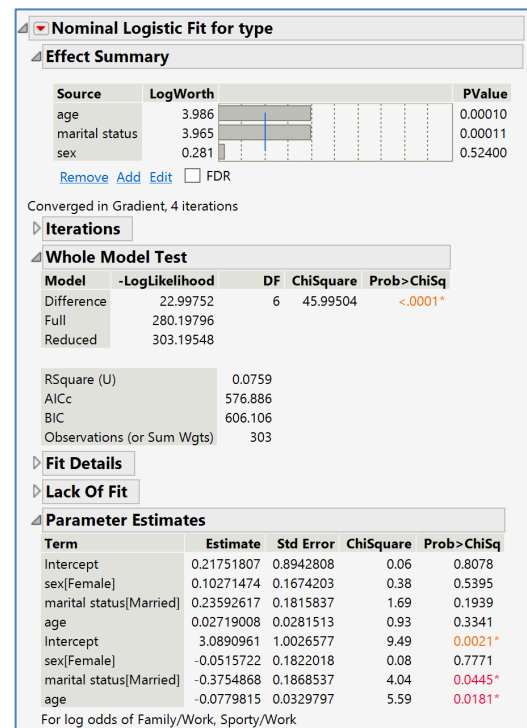 Nominal Logistic Fit for type
Effect Summary
Source LogWorth PValue
age 3.986 0.00010
marital status 3.965 0.00011
sex 0.281 0.52400
Remove Add Edit FDR
Converged in Gradient, 4 iterations
Iterations
Whole Model Test
Model -LogLikelihood DF ChiSquare Prob>ChiSq
Difference 22.99752 6 45.99504 <.0001*
Full 280.19796
Reduced 303.19548
RSquare (U) 0.0759
AICc 576.886
BIC 606.106
Observations (or Sum Wgts) 303
Fit Details
Lack Of Fit
Parameter Estimates
Term Estimate Std Error ChiSquare Prob>ChiSq
Intercept 0.21751807 0.8942808 0.06 0.8078
sex[Female] 0.10271474 0.1674203 0.38 0.5395
marital status[Married] 0.23592617 0.1815837 1.69 0.1939
age 0.02719008 0.0281513 0.93 0.3341
Intercept 3.0890961 1.0026577 9.49 0.0021*
sex[Female] -0.0515722 0.1822018 0.08 0.7771
marital status[Married] -0.3754868 0.1868537 4.04 0.0445*
age -0.0779815 0.0329797 5.59 0.0181*
For log odds of Family/Work, Sporty/Work